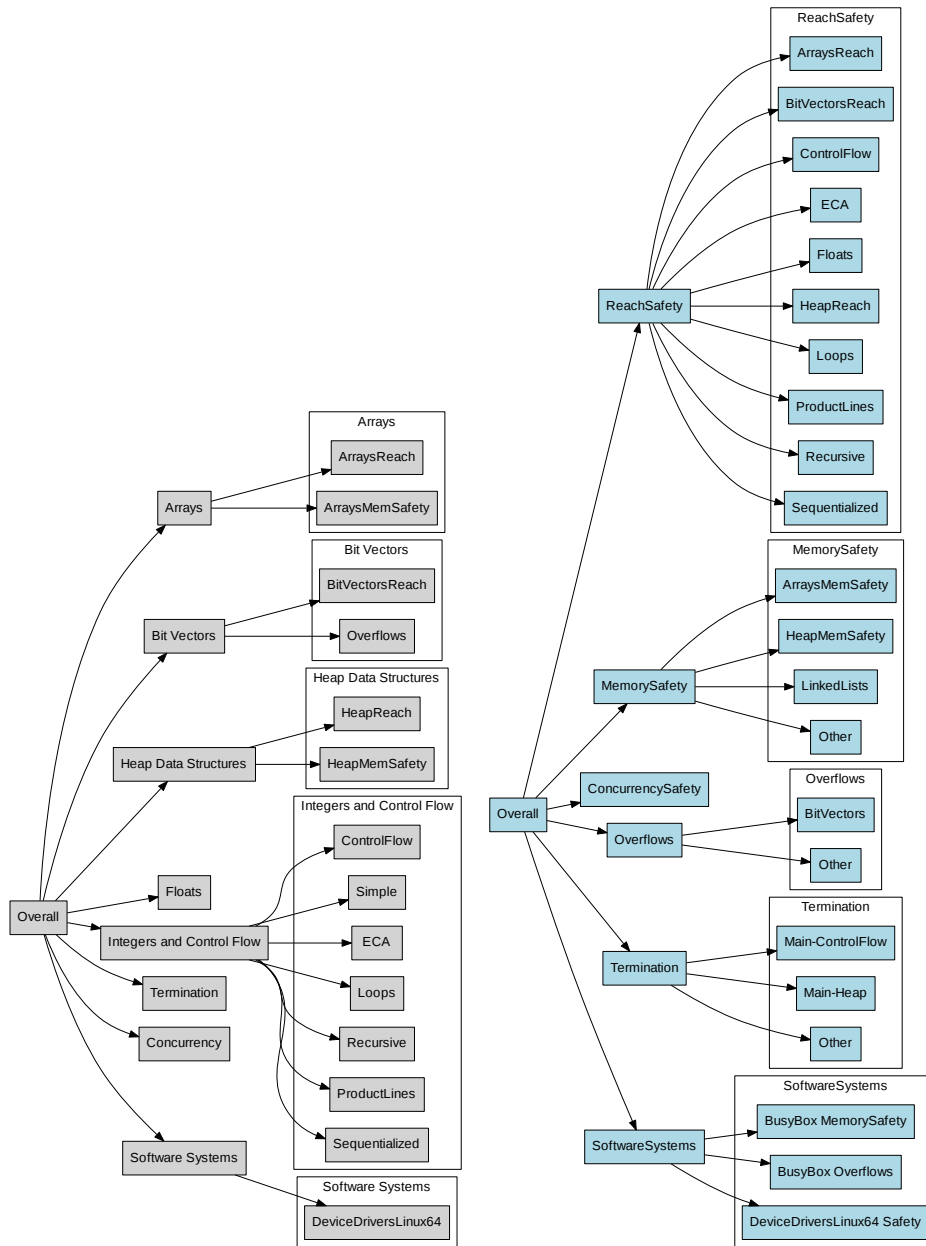 Overall
Arrays
Bit Vectors
Heap Data Structures
Floats
Integers and Control Flow
Termination
Concurrency
Software Systems
Arrays
ArraysReach
ArraysMemSafety
Bit Vectors
BitVectorsReach
Overflows
Heap Data Structures
HeapReach
HeapMemSafety
Integers and Control Flow
ControlFlow
Simple
ECA
Loops
Recursive
ProductLines
Sequentialized
Software Systems
DeviceDriversLinux64
Overall
ReachSafety
MemorySafety
ConcurrencySafety
Overflows
Termination
SoftwareSystems
ReachSafety
ArraysReach
BitVectorsReach
ControlFlow
ECA
Floats
HeapReach
Loops
ProductLines
Recursive
Sequentialized
MemorySafety
ArraysMemSafety
HeapMemSafety
LinkedLists
Other
Overflows
BitVectors
Other
Termination
Main-ControlFlow
Main-Heap
Other
SoftwareSystems
BusyBox MemorySafety
BusyBox Overflows
DeviceDriversLinux64 Safety